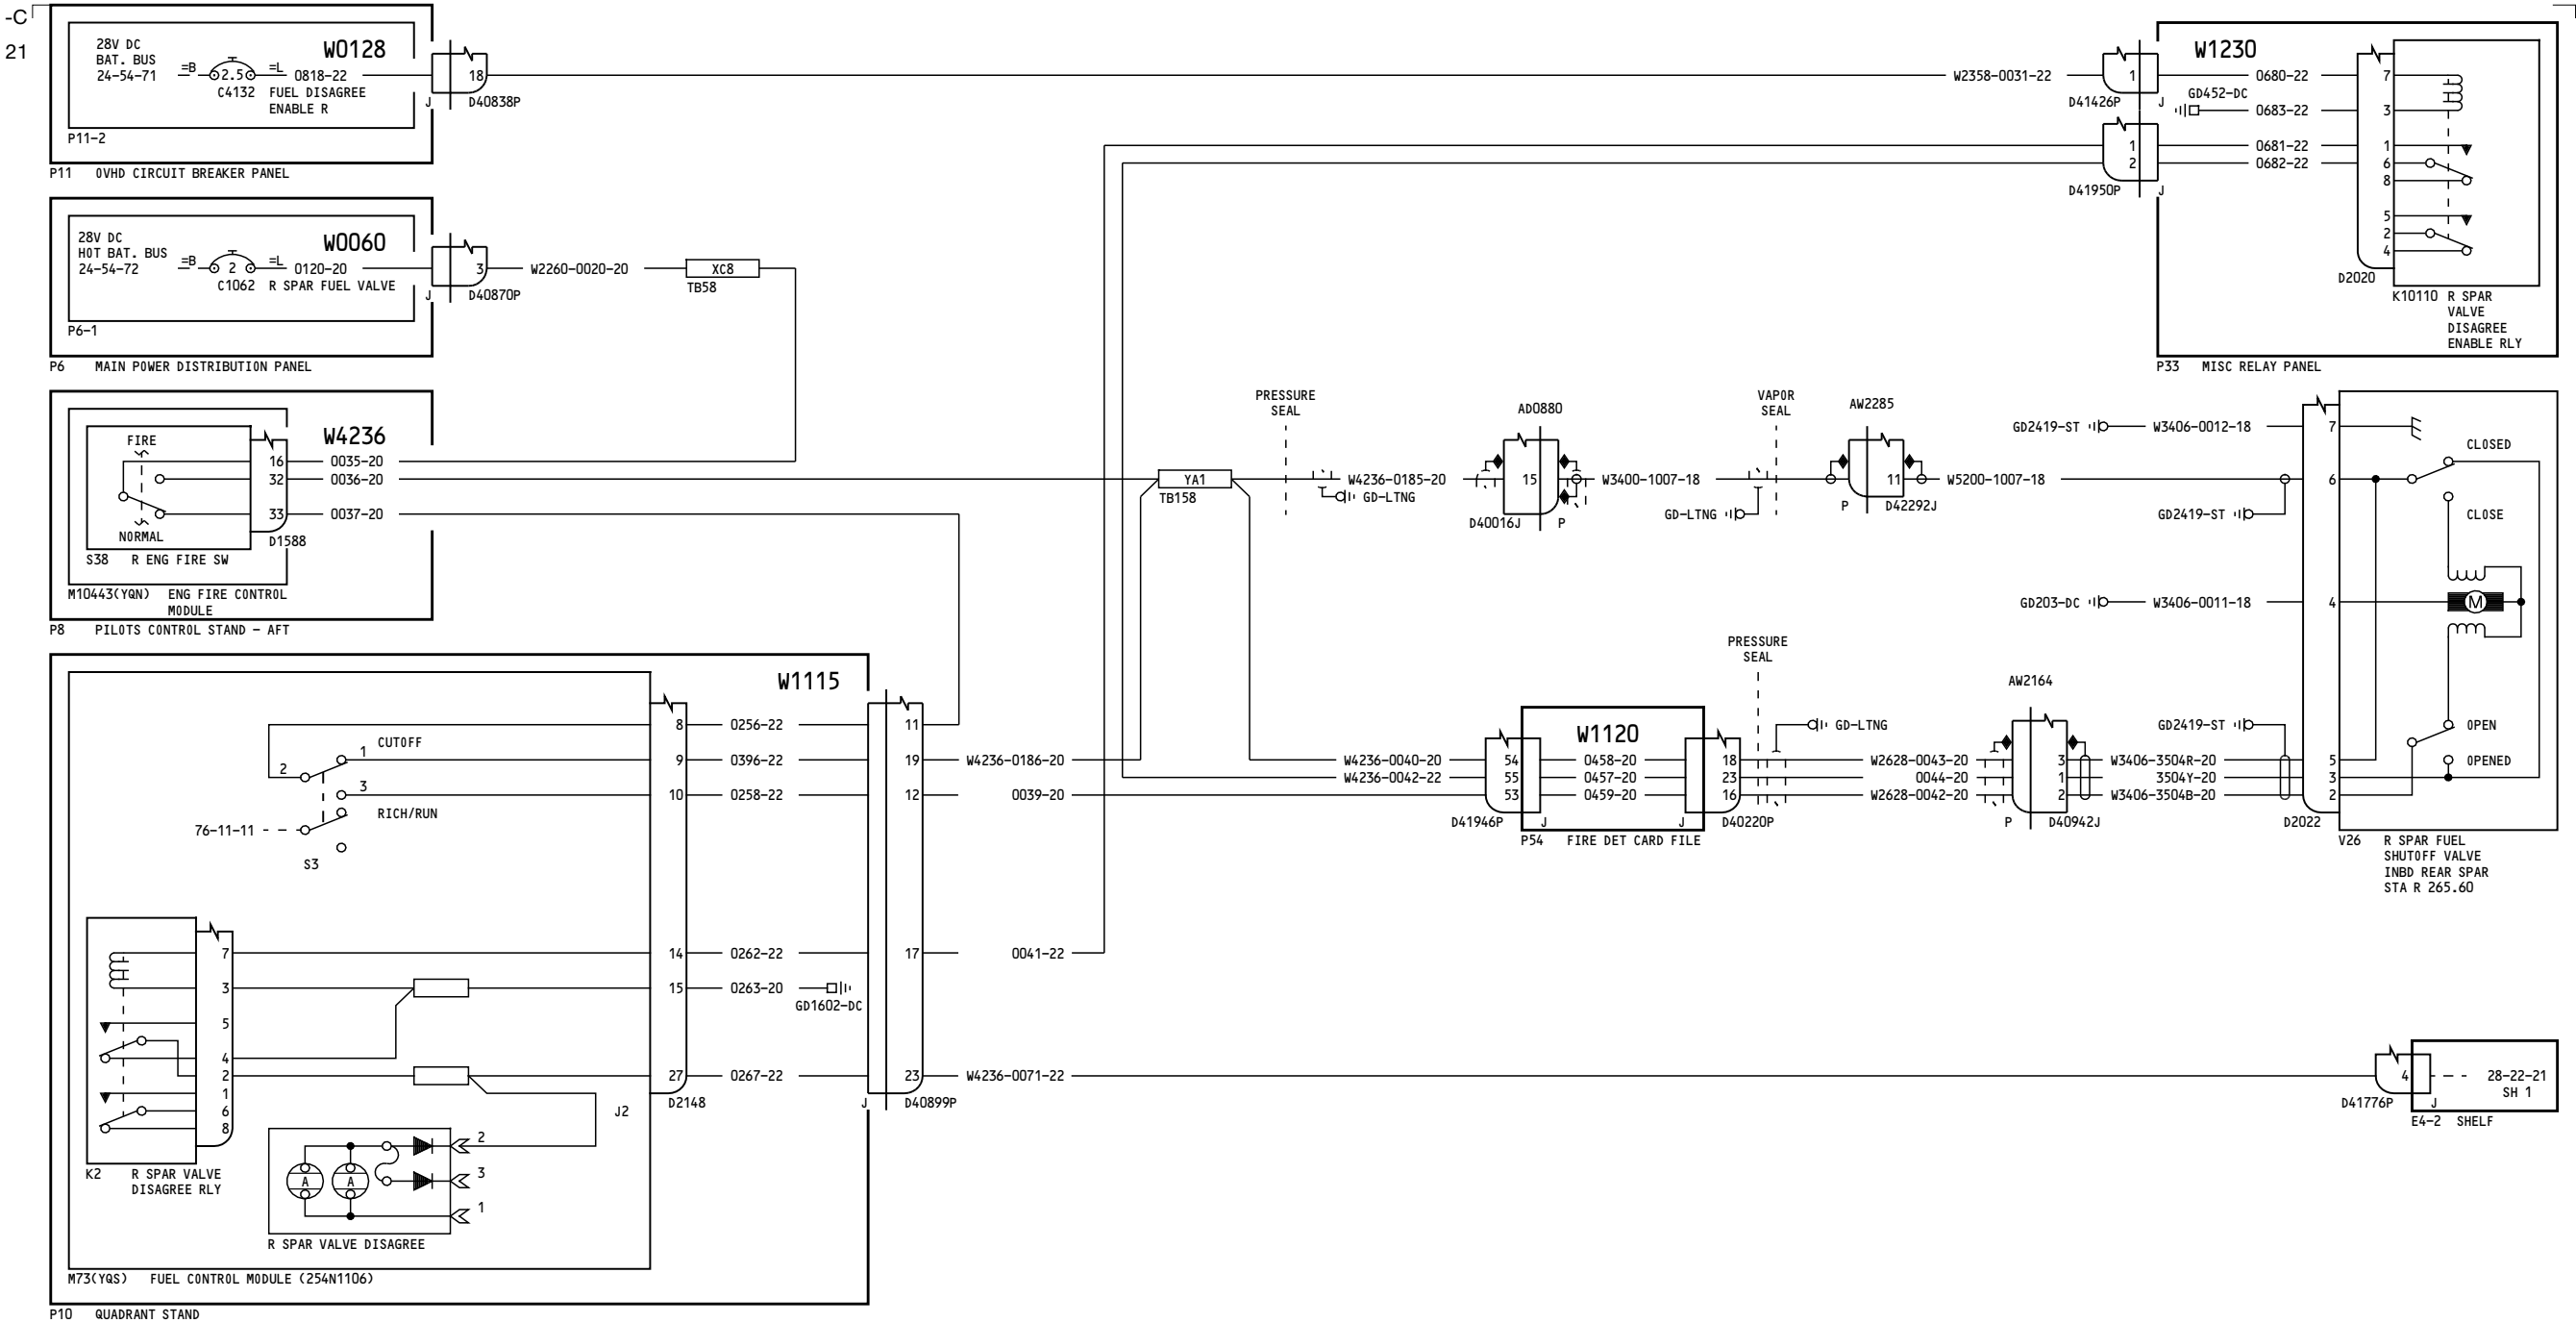 -C
21
28V DC
BAT. BUS
24-54-71
=B
2.5
=L
0818-22
W0128
C4132
FUEL DISAGREE
ENABLE R
P11-2
P11 OVHD CIRCUIT BREAKER PANEL
18
J
D40838P
W2358-0031-22
1
D41426P
J
W1230
0680-22
7
GD452-DC
0683-22
3
1
0681-22
1
2
0682-22
6
8
D41950P
J
5
2
4
D2020
K10110 R SPAR
VALVE
DISAGREE
ENABLE RLY
P33 MISC RELAY PANEL
28V DC
HOT BAT. BUS
24-54-72
=B
2
=L
0120-20
W0060
C1062 R SPAR FUEL VALVE
P6-1
P6 MAIN POWER DISTRIBUTION PANEL
3
J
D40870P
W2260-0020-20
XC8
TB58
W4236
FIRE
NORMAL
16
0035-20
32
0036-20
33
0037-20
D1588
S38 R ENG FIRE SW
M10443(YQN) ENG FIRE CONTROL
MODULE
P8 PILOTS CONTROL STAND - AFT
YA1
TB158
PRESSURE
SEAL
W4236-0185-20
GD-LTNG
AD0880
15
D40016J
P
W3400-1007-18
VAPOR
SEAL
GD-LTNG
AW2285
11
P
D42292J
W5200-1007-18
GD2419-ST
W3406-0012-18
7
6
GD2419-ST
GD203-DC
W3406-0011-18
4
CLOSED
CLOSE
M
OPEN
OPENED
W1115
8
0256-22
11
CUTOFF
1
2
9
0396-22
19
W4236-0186-20
3
10
0258-22
12
0039-20
RICH/RUN
76-11-11
S3
PRESSURE
SEAL
W1120
W4236-0040-20
54
0458-20
18
W4236-0042-22
55
0457-20
23
53
0459-20
16
D41946P
J
J
D40220P
P54 FIRE DET CARD FILE
GD-LTNG
W2628-0043-20
0044-20
W2628-0042-20
AW2164
3
1
2
P
D40942J
GD2419-ST
W3406-3504R-20
3504Y-20
W3406-3504B-20
5
3
2
D2022
V26 R SPAR FUEL
SHUTOFF VALVE
INBD REAR SPAR
STA R 265.60
7
14
0262-22
17
0041-22
3
15
0263-20
GD1602-DC
5
4
2
27
0267-22
23
W4236-0071-22
1
6
8
J2
D2148
J
D40899P
K2 R SPAR VALVE
DISAGREE RLY
A
A
2
3
1
R SPAR VALVE DISAGREE
M73(YQS) FUEL CONTROL MODULE (254N1106)
P10 QUADRANT STAND
4
28-22-21
SH 1
D41776P
J
E4-2 SHELF